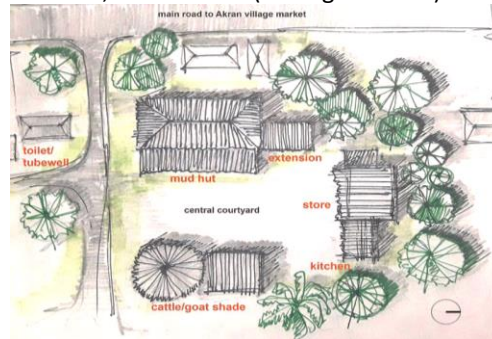 main road to Akran village market
toilet/
tubewell
extension
mud hut
store
central courtyard
kitchen
cattle/goat shade